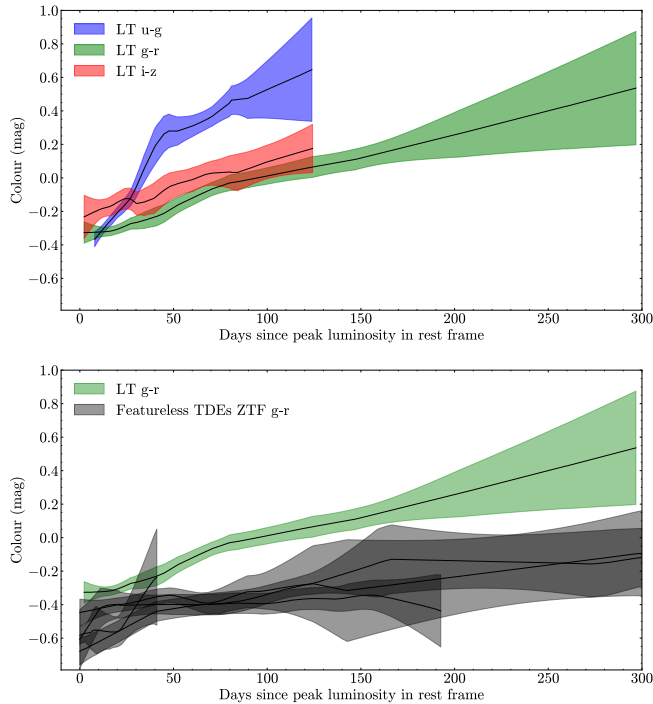 1.0
0.8
0.6
0.4
0.2
0.0
−0.2
−0.4
−0.6
Colour (mag)
LT u-g
LT g-r
LT i-z
0 50 100 150 200 250 300
Days since peak luminosity in rest frame
1.0
0.8
0.6
0.4
0.2
0.0
−0.2
−0.4
−0.6
Colour (mag)
LT g-r
Featureless TDEs ZTF g-r
0 50 100 150 200 250 300
Days since peak luminosity in rest frame